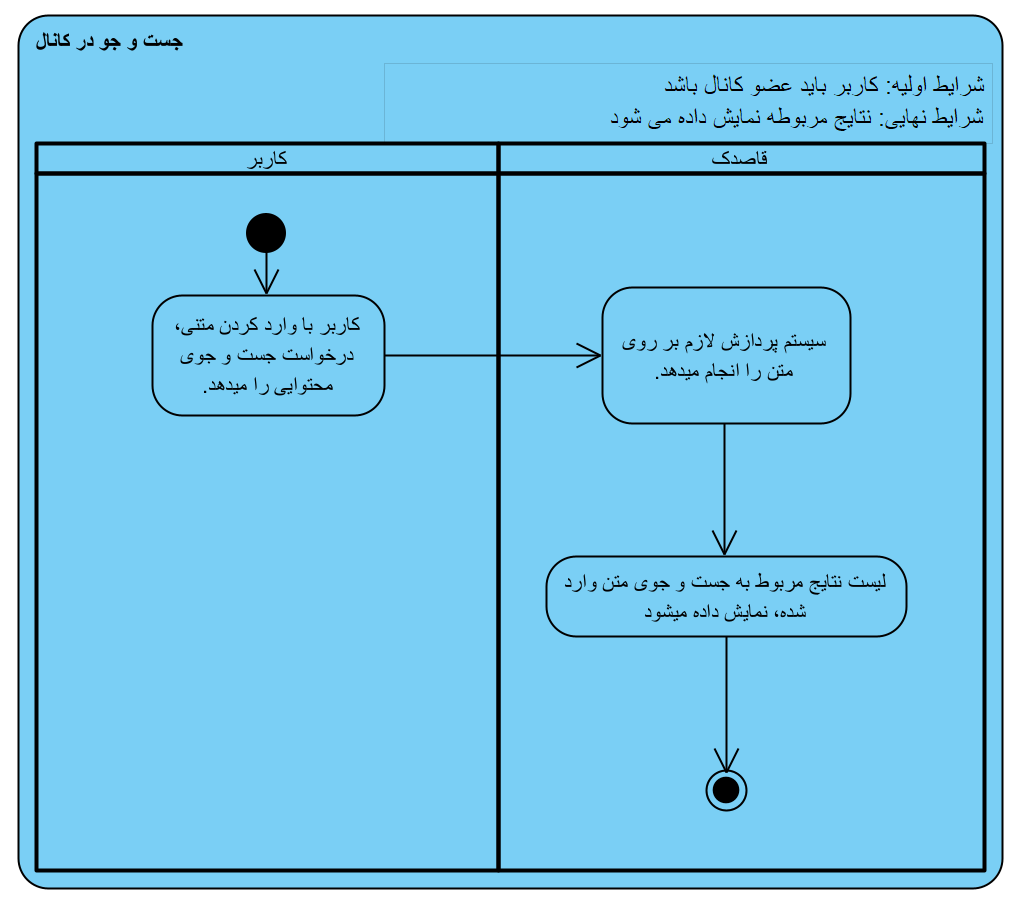 جست و جو در کانال
شرایط اولیه: کاربر باید عضو کانال باشد
شرایط نهایی: نتایج مربوطه نمایش داده می شود
کاربر
قاصدک
کاربر با وارد کردن متنی،
درخواست جست و جوی
محتوایی را میدهد.
سیستم پردازش لازم بر روی
متن را انجام میدهد.
لیست نتایج مربوط به جست و جوی متن وارد
شده، نمایش داده میشود